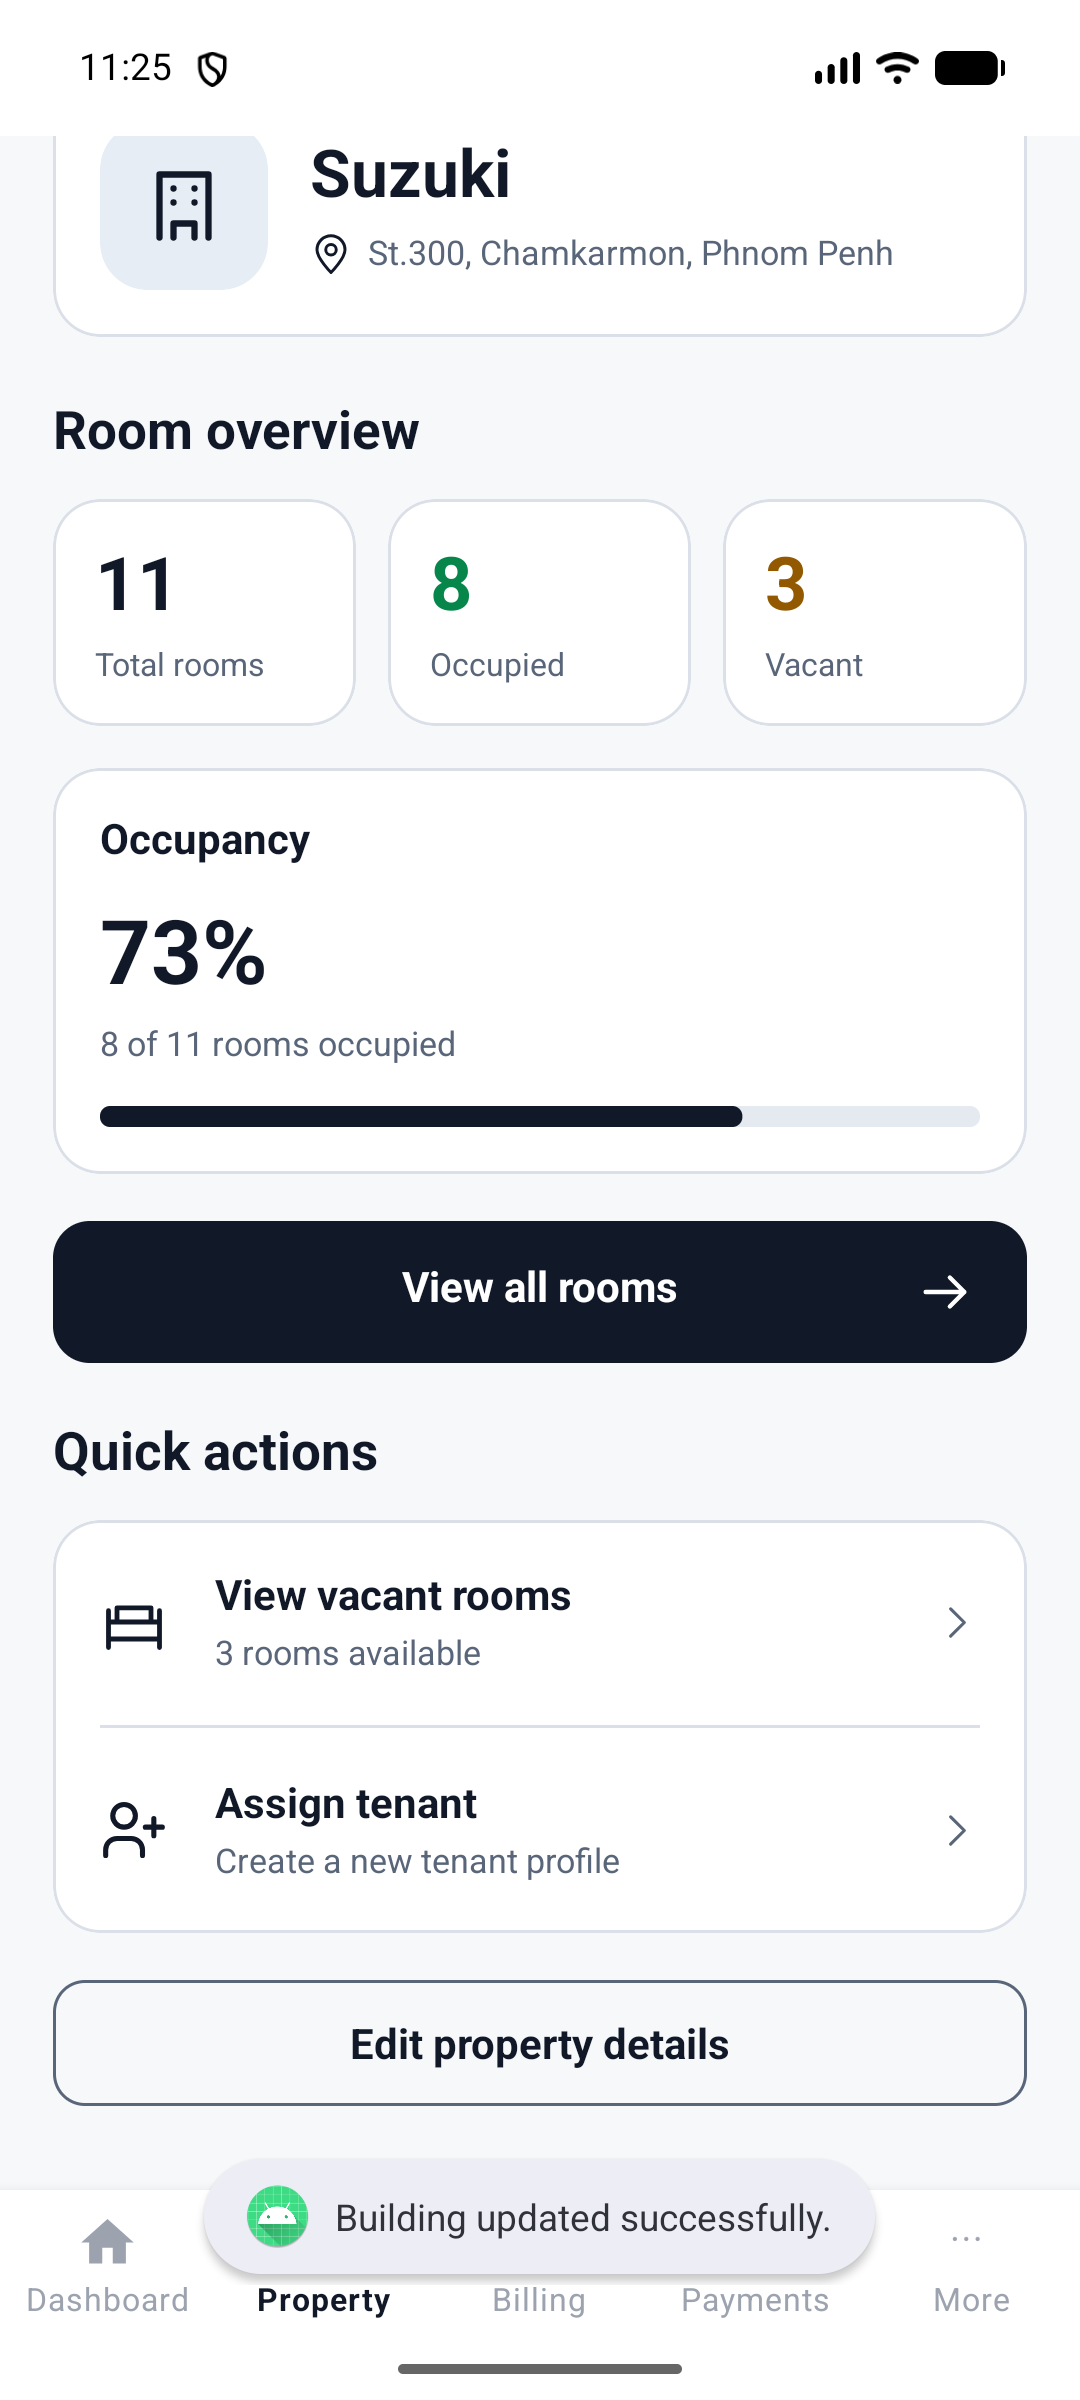 11:25
Suzuki
St.300, Chamkarmon, Phnom Penh
Room overview
11
Total rooms
8
Occupied
3
Vacant
Occupancy
73%
8 of 11 rooms occupied
View all rooms
Quick actions
View vacant rooms
3 rooms available
Assign tenant
Create a new tenant profile
Edit property details
Building updated successfully.
Dashboard
Property
Billing
Payments
More